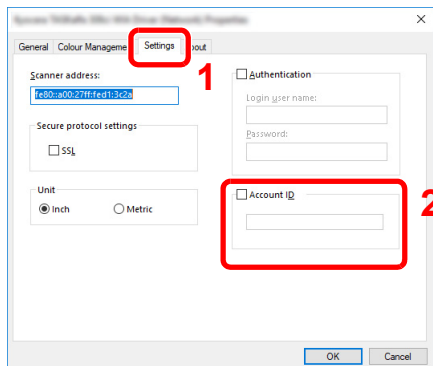 General Colour Manageme Settings out
1
Scanner address:
fe80::a00:27ff:fed1:3c2a
Secure protocol settings
SSL
Unit
Inch Metric
Authentication
Login user name:
Password:
Account ID
2
OK Cancel